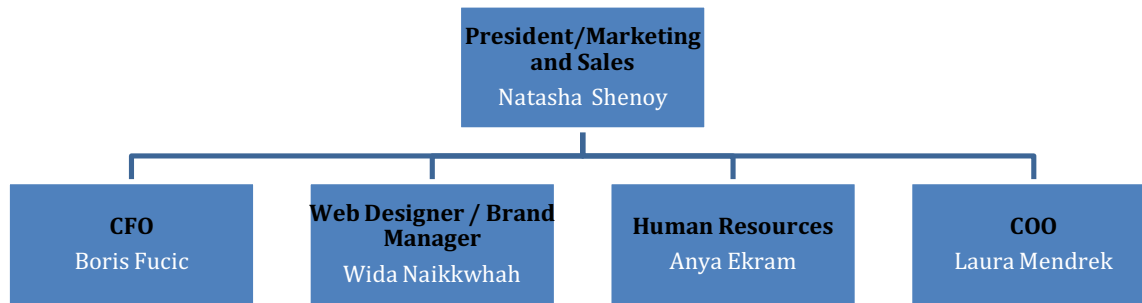 President/Marketing
and Sales
Natasha Shenoy
CFO
Boris Fucic
Web Designer / Brand
Manager
Wida Naikkwhah
Human Resources
Anya Ekram
COO
Laura Mendrek